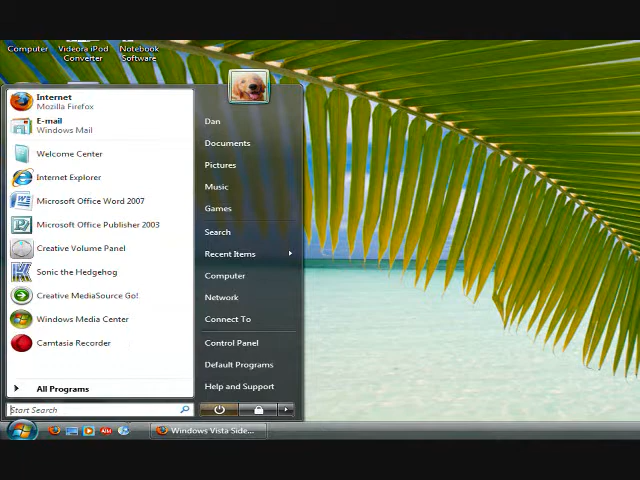 Computer
Videora iPod
Converter
Notebook
Software
Internet
Mozilla Firefox
E-mail
Windows Mail
Welcome Center
Internet Explorer
Microsoft Office Word 2007
Microsoft Office Publisher 2003
Creative Volume Panel
Sonic the Hedgehog
Creative MediaSource Go!
Windows Media Center
Camtasia Recorder
All Programs
Start Search
Dan
Documents
Pictures
Music
Games
Search
Recent Items
Computer
Network
Connect To
Control Panel
Default Programs
Help and Support
Windows Vista Side...